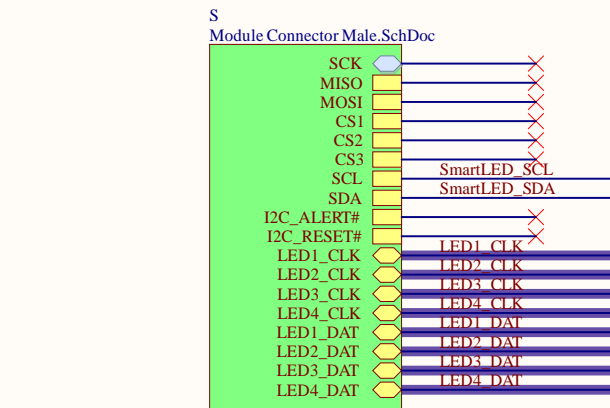 S
Module Connector Male.SchDoc
SCK
MISO
MOSI
CS1
CS2
CS3
SCL SmartLED_SCL
SDA SmartLED_SDA
I2C_ALERT#
I2C_RESET#
LED1_CLK LED1_CLK
LED2_CLK LED2_CLK
LED3_CLK LED3_CLK
LED4_CLK LED4_CLK
LED1_DAT LED1_DAT
LED2_DAT LED2_DAT
LED3_DAT LED3_DAT
LED4_DAT LED4_DAT